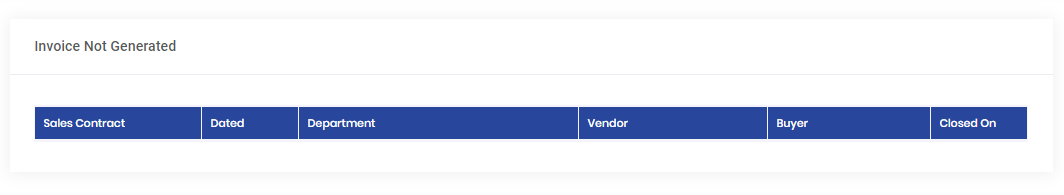 Invoice Not Generated
Sales Contract Dated Department Vendor Buyer Closed On